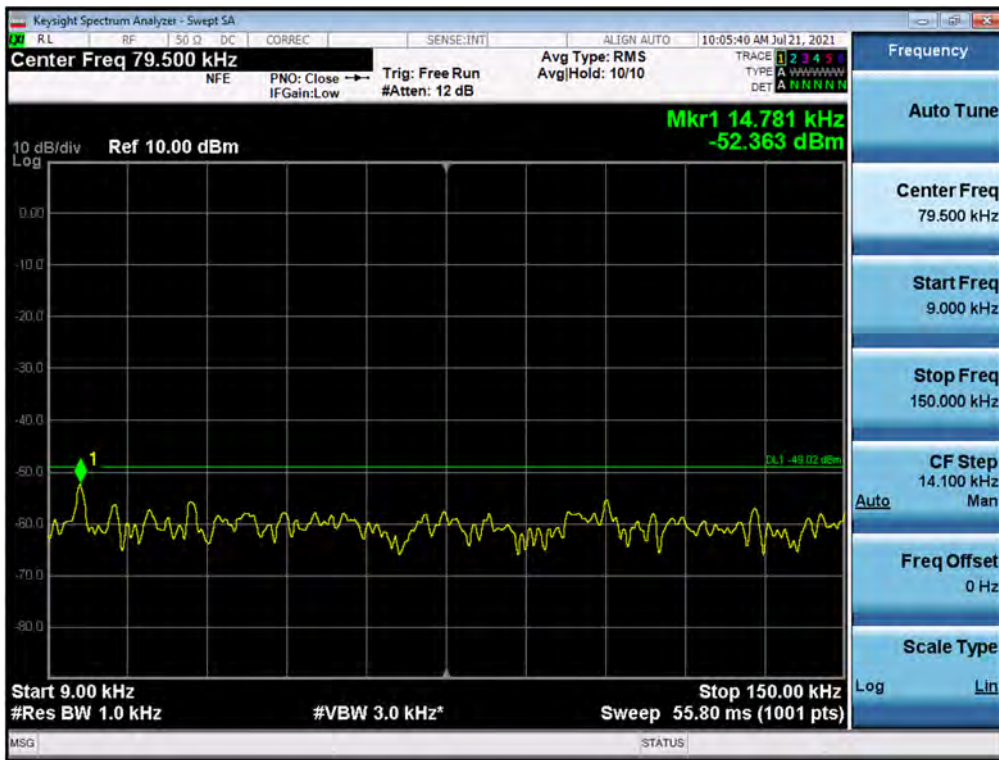 Keysight Spectrum Analyzer - Swept SA
LXI RL RF 50 Ω DC CORREC SENSE:INT ALIGN AUTO 10:05:40 AM Jul 21, 2021
Center Freq 79.500 kHz
NFE PNO: Close Trig: Free Run Avg Type: RMS TRACE 1 2 3 4 5 6
IFGain:Low #Atten: 12 dB Avg|Hold: 10/10 TYPE A WWWWW
DET A N N N N N
Mkr1 14.781 kHz
-52.363 dBm
10 dB/div Ref 10.00 dBm
Log
0.00
-10.0
-20.0
-30.0
-40.0
1
DL1 -49.02 dBm
-50.0
-60.0
-70.0
-80.0
Start 9.00 kHz Stop 150.00 kHz
#Res BW 1.0 kHz #VBW 3.0 kHz* Sweep 55.80 ms (1001 pts)
MSG STATUS
Frequency
Auto Tune
Center Freq
79.500 kHz
Start Freq
9.000 kHz
Stop Freq
150.000 kHz
CF Step
14.100 kHz
Auto Man
Freq Offset
0 Hz
Scale Type
Log Lin